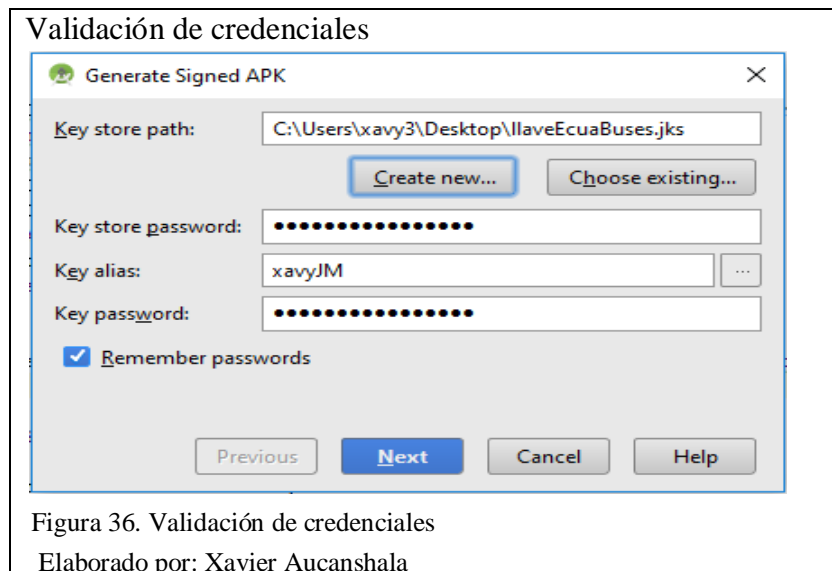 Validación de credenciales
Generate Signed APK
Key store path: C:\Users\xavy3\Desktop\llaveEcuaBuses.jks
Create new... Choose existing...
Key store password: ••••••••••••••••
Key alias: xavyJM ...
Key password: ••••••••••••••••
Remember passwords
Previous Next Cancel Help
Figura 36. Validación de credenciales
Elaborado por: Xavier Aucanshala